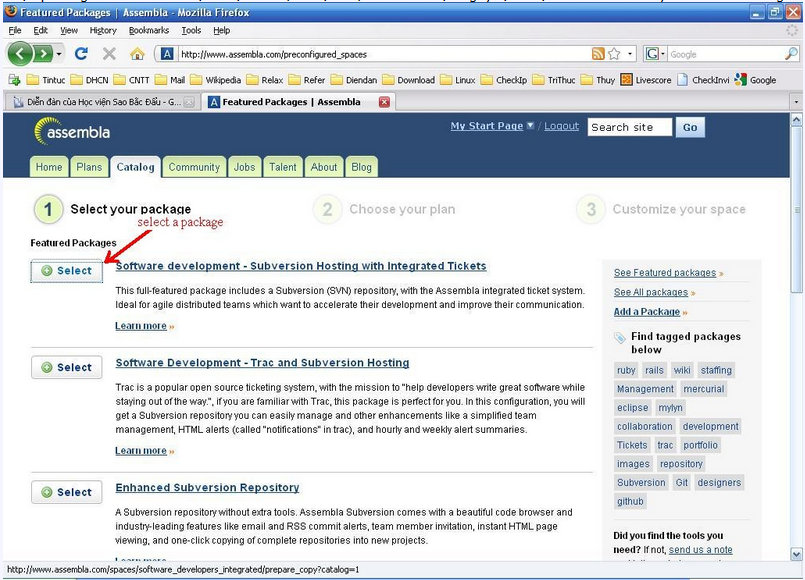 Featured Packages | Assembla - Mozilla Firefox
File Edit View History Bookmarks Tools Help
http://www.assembla.com/preconfigured_spaces
Google
Tintuc DHCN CNTT Mail Wikipedia Relax Refer Diendan Download Linux CheckIp TriThuc Thuy Livescore CheckInvi Google
Diễn đàn của Học viện Sao Bắc Đẩu - G... Featured Packages | Assembla
assembla
My Start Page / Logout Search site Go
Home Plans Catalog Community Jobs Talent About Blog
1 Select your package 2 Choose your plan 3 Customize your space
select a package
Featured Packages
Select Software development - Subversion Hosting with Integrated Tickets
This full-featured package includes a Subversion (SVN) repository, with the Assembla integrated ticket system.
Ideal for agile distributed teams which want to accelerate their development and improve their communication.
Learn more »
Select Software Development - Trac and Subversion Hosting
Trac is a popular open source ticketing system, with the mission to "help developers write great software while
staying out of the way.", if you are familiar with Trac, this package is perfect for you. In this configuration, you will
get a Subversion repository you can easily manage and other enhancements like a simplified team
management, HTML alerts (called "notifications" in trac), and hourly and weekly alert summaries.
Learn more »
Select Enhanced Subversion Repository
A Subversion repository without extra tools. Assembla Subversion comes with a beautiful code browser and
industry-leading features like email and RSS commit alerts, team member invitation, instant HTML page
viewing, and one-click copying of complete repositories into new projects.
See Featured packages »
See All packages »
Add a Package »
Find tagged packages
below
ruby rails wiki staffing
Management mercurial
eclipse mylyn
collaboration development
Tickets trac portfolio
images repository
Subversion Git designers
github
Did you find the tools you
need? If not, send us a note
http://www.assembla.com/spaces/software_developers_integrated/prepare_copy?catalog=1